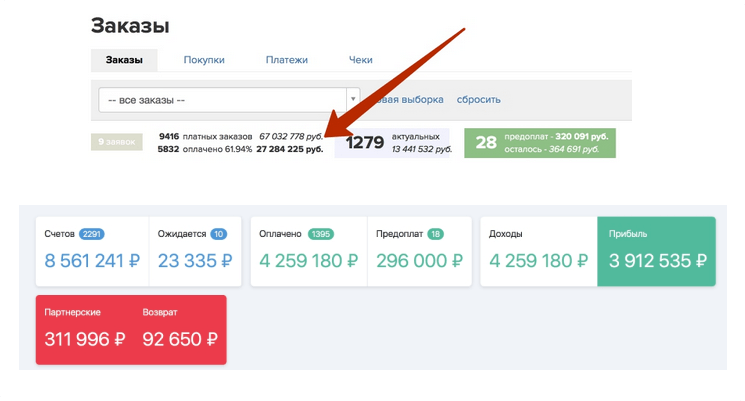 Заказы
Заказы Покупки Платежи Чеки
-- все заказы -- выборка сбросить
9 заявок
9416 платных заказов 67 032 778 руб.
5832 оплачено 61.94% 27 284 225 руб.
1279 актуальных
13 441 532 руб.
28 предоплат - 320 091 руб.
осталось - 364 691 руб.
Счетов 2291 Ожидается 10 Оплачено 1395 Предоплат 18 Доходы Прибыль
8 561 241 ₽ 23 335 ₽ 4 259 180 ₽ 296 000 ₽ 4 259 180 ₽ 3 912 535 ₽
Партнерские Возврат
311 996 ₽ 92 650 ₽